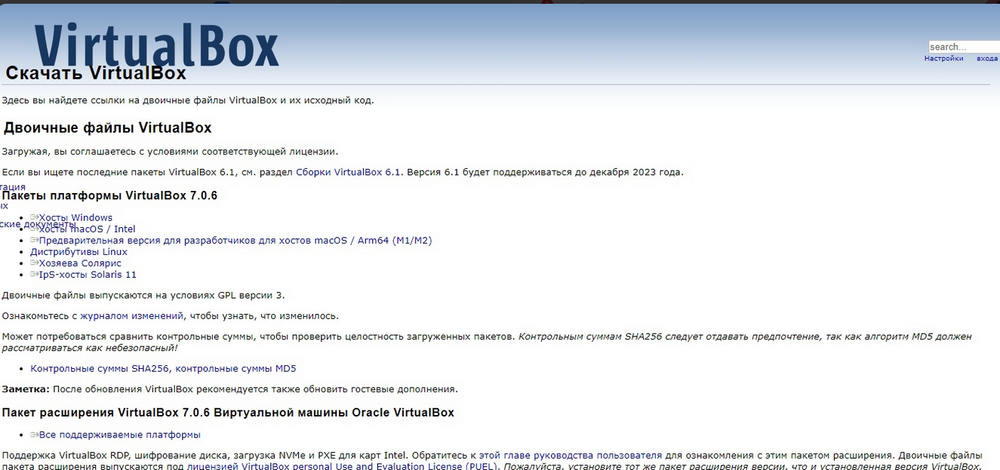 VirtualBox
search...
Настройки входа
Скачать VirtualBox
Здесь вы найдете ссылки на двоичные файлы VirtualBox и их исходный код.
Двоичные файлы VirtualBox
Загружая, вы соглашаетесь с условиями соответствующей лицензии.
Если вы ищете последние пакеты VirtualBox 6.1, см. раздел Сборки VirtualBox 6.1. Версия 6.1 будет поддерживаться до декабря 2023 года.
тация
Пакеты платформы VirtualBox 7.0.6
ых
Хосты Windows
ские документы
хосты macOS / Intel
Предварительная версия для разработчиков для хостов macOS / Arm64 (M1/M2)
Дистрибутивы Linux
Хозяева Солярис
IpS-хосты Solaris 11
Двоичные файлы выпускаются на условиях GPL версии 3.
Ознакомьтесь с журналом изменений, чтобы узнать, что изменилось.
Может потребоваться сравнить контрольные суммы, чтобы проверить целостность загруженных пакетов. Контрольным суммам SHA256 следует отдавать предпочтение, так как алгоритм MD5 должен
рассматриваться как небезопасный!
Контрольные суммы SHA256, контрольные суммы MD5
Заметка: После обновления VirtualBox рекомендуется также обновить гостевые дополнения.
Пакет расширения VirtualBox 7.0.6 Виртуальной машины Oracle VirtualBox
Все поддерживаемые платформы
Поддержка VirtualBox RDP, шифрование диска, загрузка NVMe и PXE для карт Intel. Обратитесь к этой главе руководства пользователя для ознакомления с этим пакетом расширения. Двоичные файлы
пакета расширения выпускаются под лицензией VirtualBox personal Use and Evaluation License (PUEL). Пожалуйста, установите тот же пакет расширения версии, что и установленная версия VirtualBox.